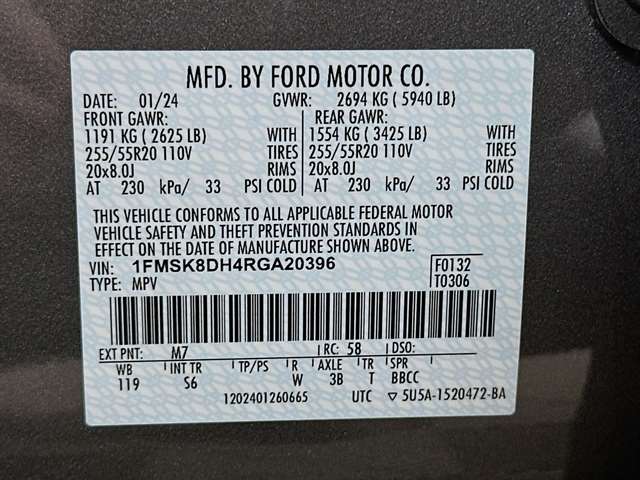 MFD. BY FORD MOTOR CO.
DATE: 01/24 GVWR: 2694 KG ( 5940 LB)
FRONT GAWR: REAR GAWR:
1191 KG ( 2625 LB) WITH 1554 KG ( 3425 LB) WITH
255/55R20 110V TIRES 255/55R20 110V TIRES
20x8.0J RIMS 20x8.0J RIMS
AT 230 kPa/ 33 PSI COLD AT 230 kPa/ 33 PSI COLD
THIS VEHICLE CONFORMS TO ALL APPLICABLE FEDERAL MOTOR
VEHICLE SAFETY AND THEFT PREVENTION STANDARDS IN
EFFECT ON THE DATE OF MANUFACTURE SHOWN ABOVE.
VIN: 1FMSK8DH4RGA20396 F0132
TYPE: MPV T0306
EXT PNT: M7 RC: 58 DSO:
WB INT TR TP/PS R AXLE TR SPR
119 S6 W 3B T BBCC
1202401260665 UTC ▽ 5U5A-1520472-BA